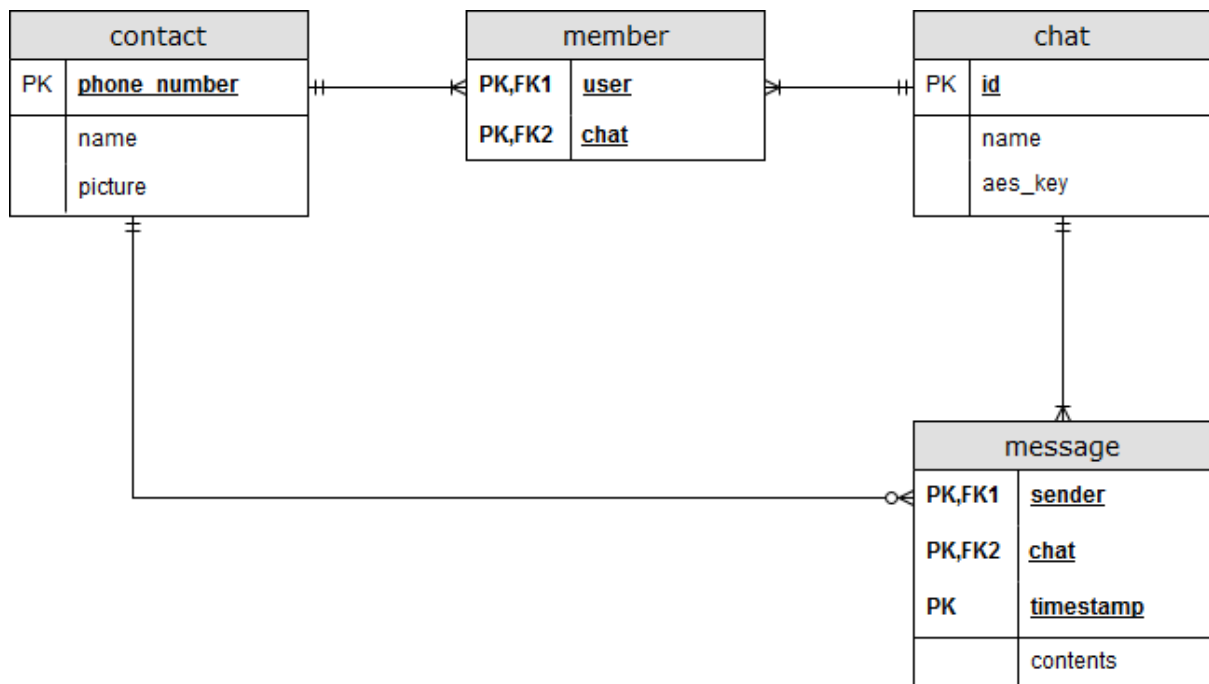 contact
PK phone_number
name
picture
member
PK,FK1 user
PK,FK2 chat
chat
PK id
name
aes_key
message
PK,FK1 sender
PK,FK2 chat
PK timestamp
contents